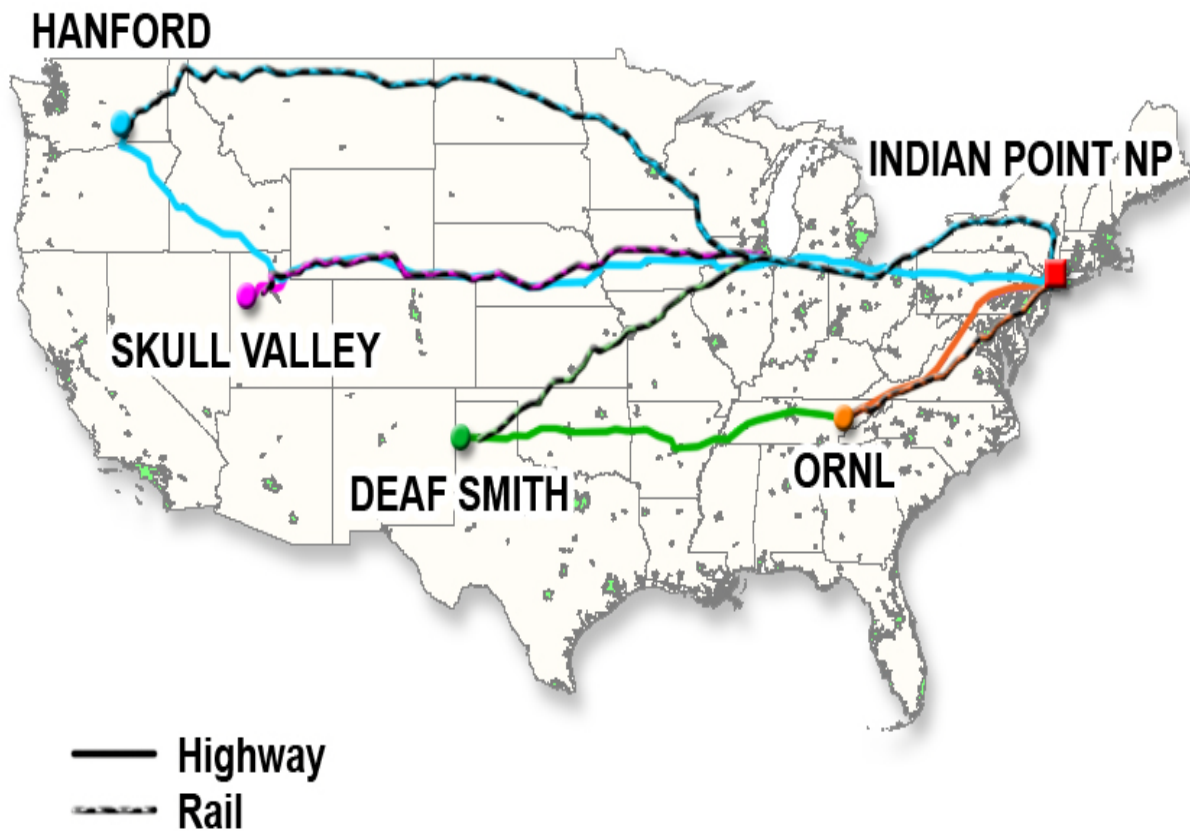 HANFORD
INDIAN POINT NP
SKULL VALLEY
ORNL
DEAF SMITH
Highway
Rail